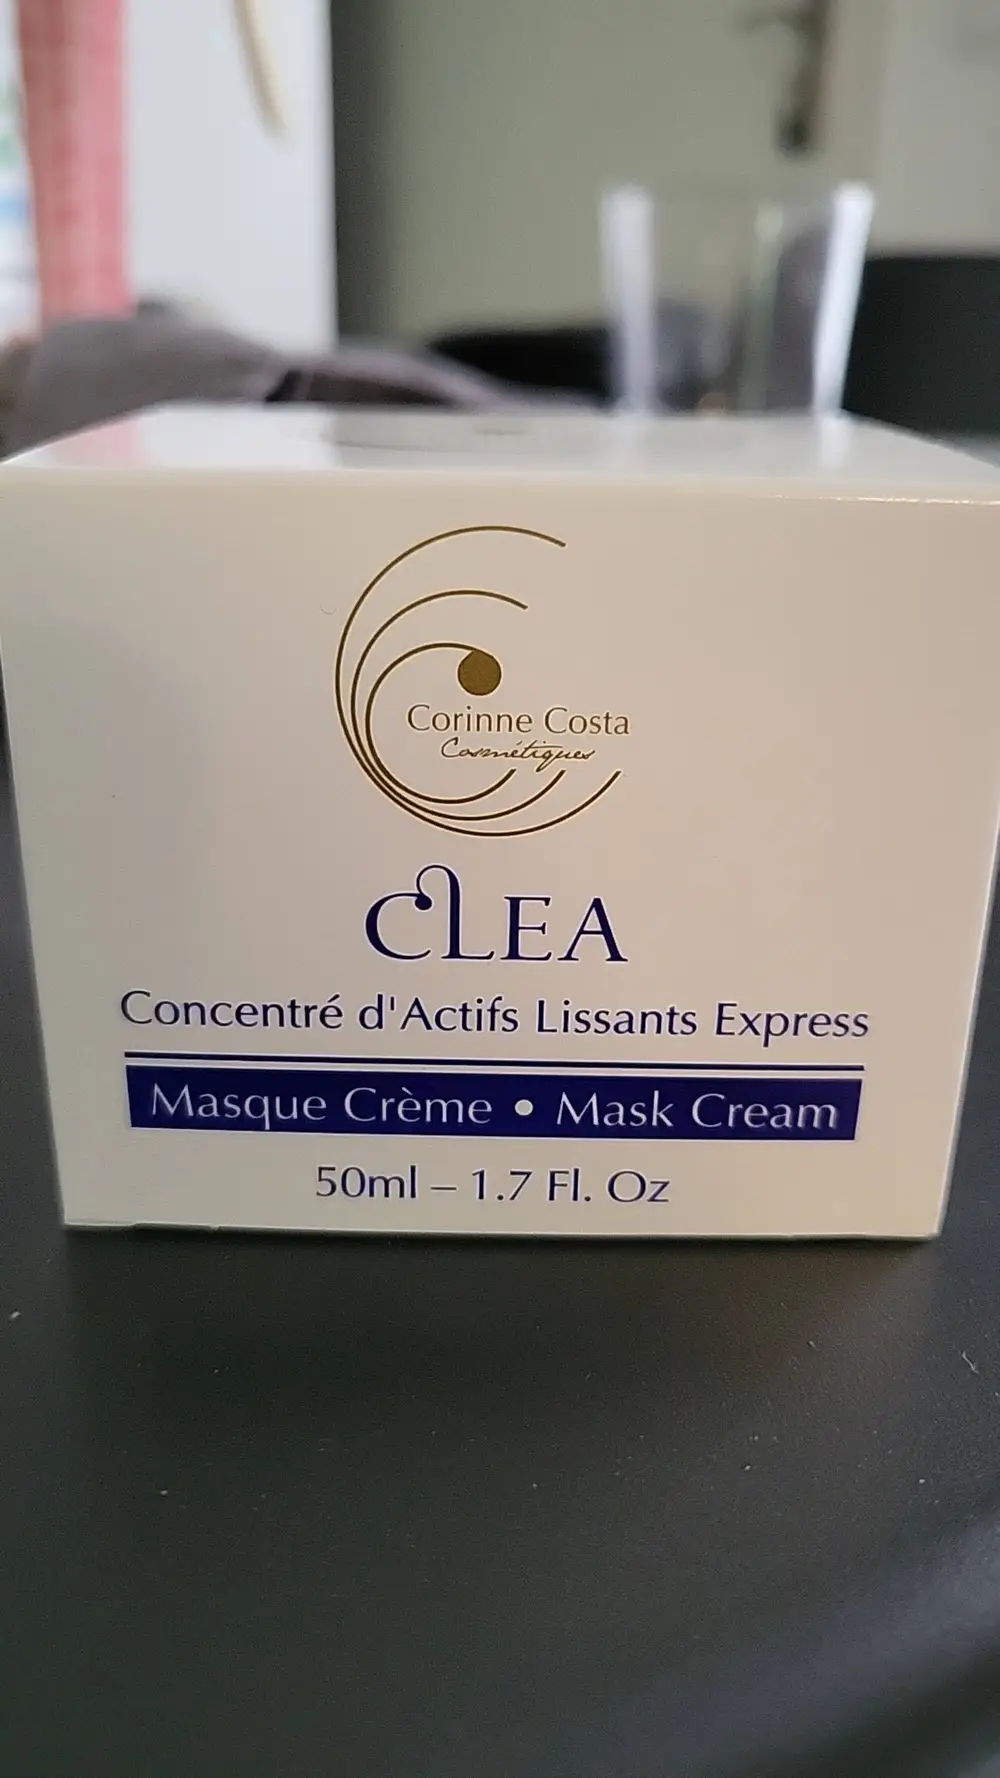 Corinne Costa
Cosmétiques
CLEA
Concentré d'Actifs Lissants Express
Masque Crème • Mask Cream
50ml – 1.7 Fl. Oz